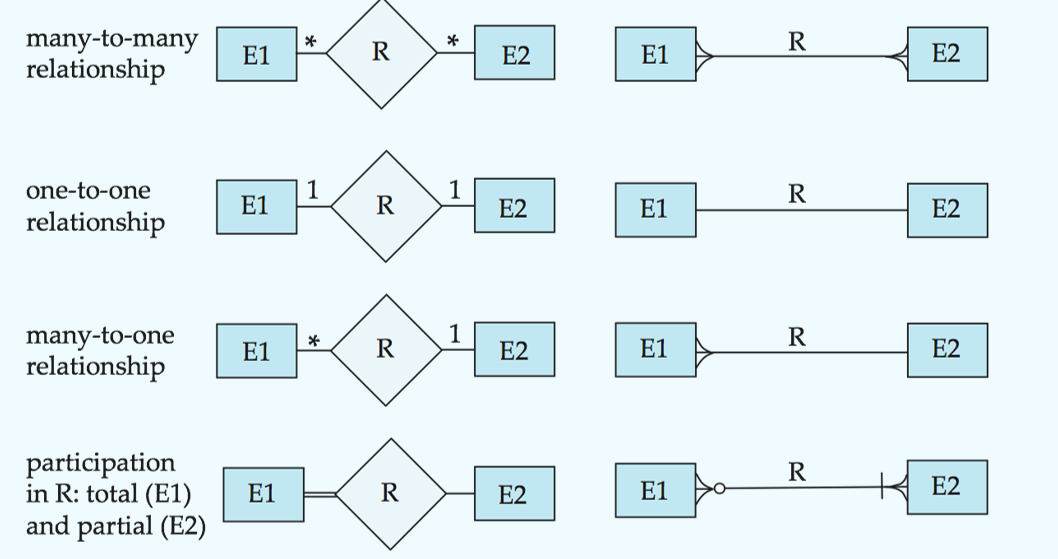 many-to-many
relationship
E1 * R * E2
E1 R E2
one-to-one
relationship
E1 1 R 1 E2
E1 R E2
many-to-one
relationship
E1 * R 1 E2
E1 R E2
participation
in R: total (E1)
and partial (E2)
E1 R E2
E1 R E2